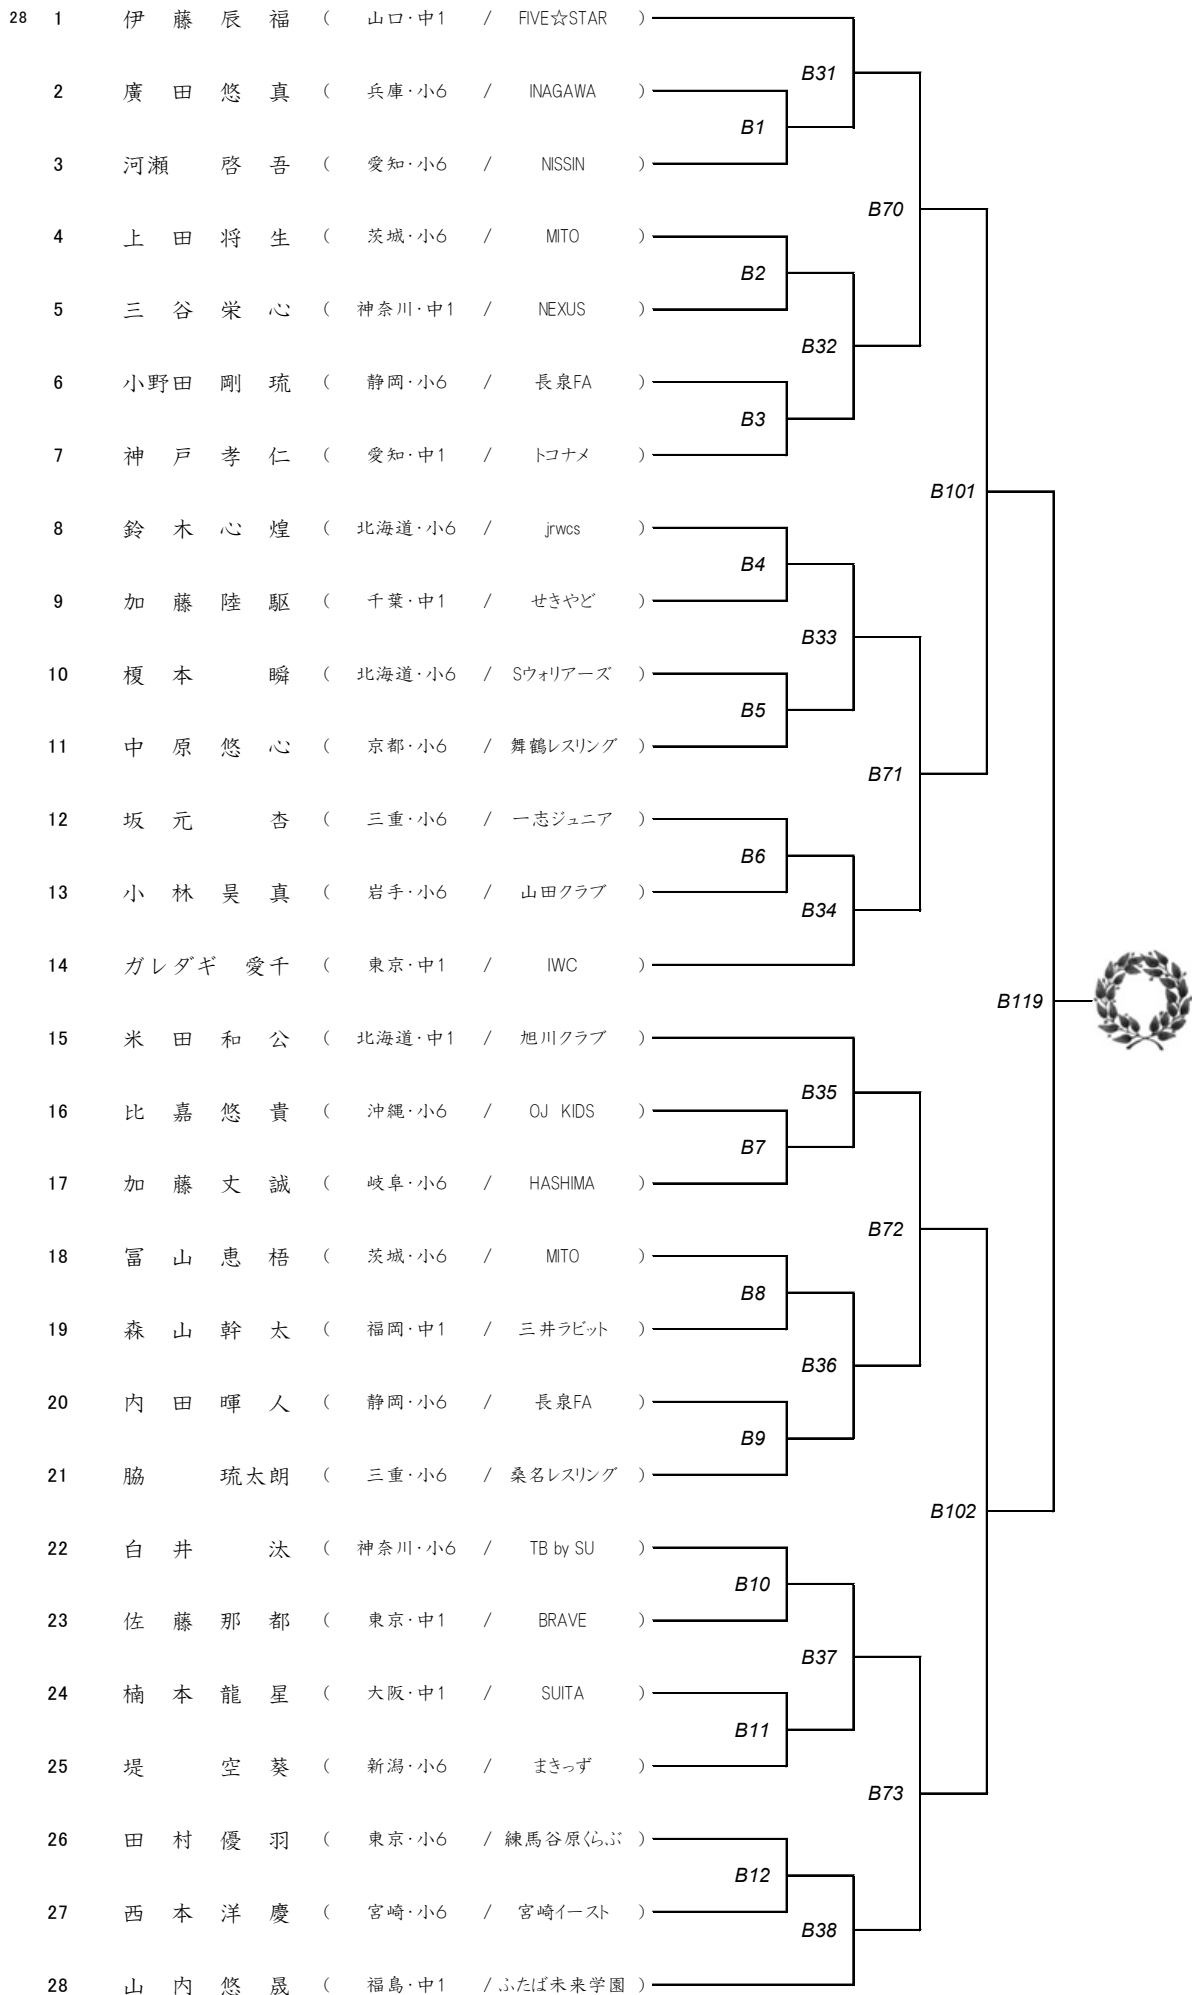 28 1 伊藤辰福 ( 山口・中1 / FIVE☆STAR )
B31
2 廣田悠真 ( 兵庫・小6 / INAGAWA )
B1
3 河瀬 啓吾 ( 愛知・小6 / NISSIN )
B70
4 上田将生 ( 茨城・小6 / MITO )
B2
5 三谷栄心 ( 神奈川・中1 / NEXUS )
B32
6 小野田 剛琉 ( 静岡・小6 / 長泉FA )
B3
7 神戸孝仁 ( 愛知・中1 / トコナメ )
B101
8 鈴木心煌 ( 北海道・小6 / jrwcs )
B4
9 加藤陸駆 ( 千葉・中1 / せきやど )
B33
10 榎本 瞬 ( 北海道・小6 / Sウォリアーズ )
B5
11 中原悠心 ( 京都・小6 / 舞鶴レスリング )
B71
12 坂元 杏 ( 三重・小6 / 一志ジュニア )
B6
13 小林昊真 ( 岩手・小6 / 山田クラブ )
B34
14 ガレダギ 愛千 ( 東京・中1 / IWC )
B119
15 米田和公 ( 北海道・中1 / 旭川クラブ )
B35
16 比嘉悠貴 ( 沖縄・小6 / OJ KIDS )
B7
17 加藤丈誠 ( 岐阜・小6 / HASHIMA )
B72
18 冨山恵梧 ( 茨城・小6 / MITO )
B8
19 森山幹太 ( 福岡・中1 / 三井ラビット )
B36
20 内田暉人 ( 静岡・小6 / 長泉FA )
B9
21 脇 琉太朗 ( 三重・小6 / 桑名レスリング )
B102
22 白井 汰 ( 神奈川・小6 / TB by SU )
B10
23 佐藤那都 ( 東京・中1 / BRAVE )
B37
24 楠本龍星 ( 大阪・中1 / SUITA )
B11
25 堤 空葵 ( 新潟・小6 / まきっず )
B73
26 田村優羽 ( 東京・小6 / 練馬谷原くらぶ )
B12
27 西本洋慶 ( 宮崎・小6 / 宮崎イースト )
B38
28 山内悠晟 ( 福島・中1 / ふたば未来学園 )